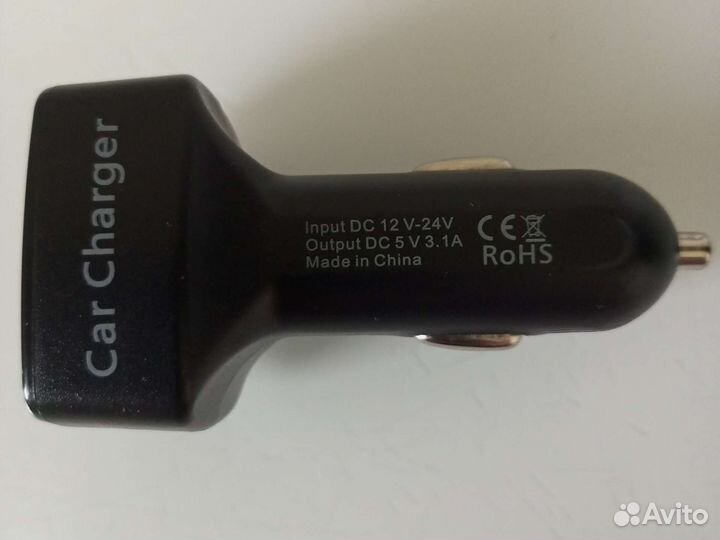 Car Charger
Input DC 12 V-24V
Output DC 5 V 3.1A
Made in China
CE
RoHS
Avito